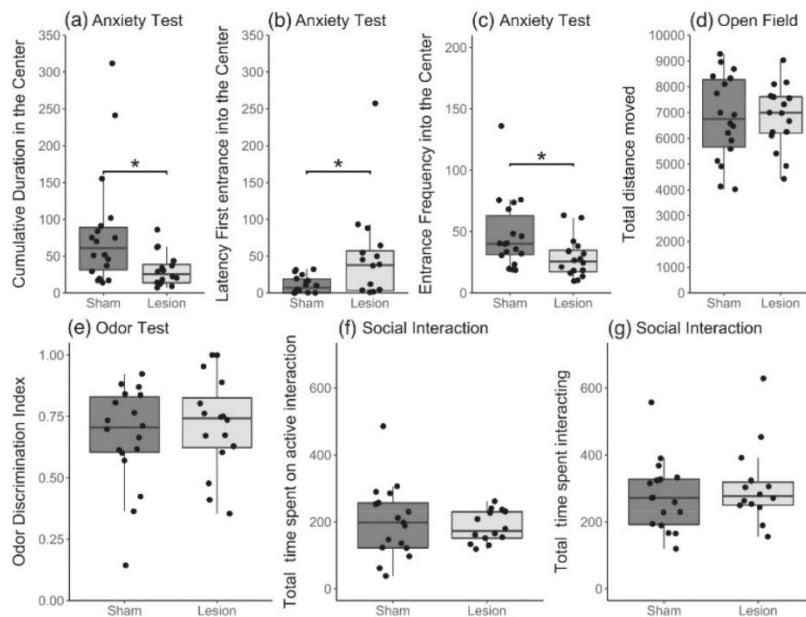 (a) Anxiety Test
(b) Anxiety Test
(c) Anxiety Test
(d) Open Field
Cumulative Duration in the Center
350
300
250
200
150
100
50
0
*
Sham Lesion
Latency First entrance into the Center
350
300
250
200
150
100
50
0
*
Sham Lesion
Entrance Frequency into the Center
200
150
100
50
0
*
Sham Lesion
Total distance moved
10000
9000
8000
7000
6000
5000
4000
3000
2000
1000
0
Sham Lesion
(e) Odor Test
(f) Social Interaction
(g) Social Interaction
Odor Discrimination Index
1.00
0.75
0.50
0.25
0.00
Sham Lesion
Total time spent on active interaction
600
400
200
0
Sham Lesion
Total time spent interacting
600
400
200
0
Sham Lesion